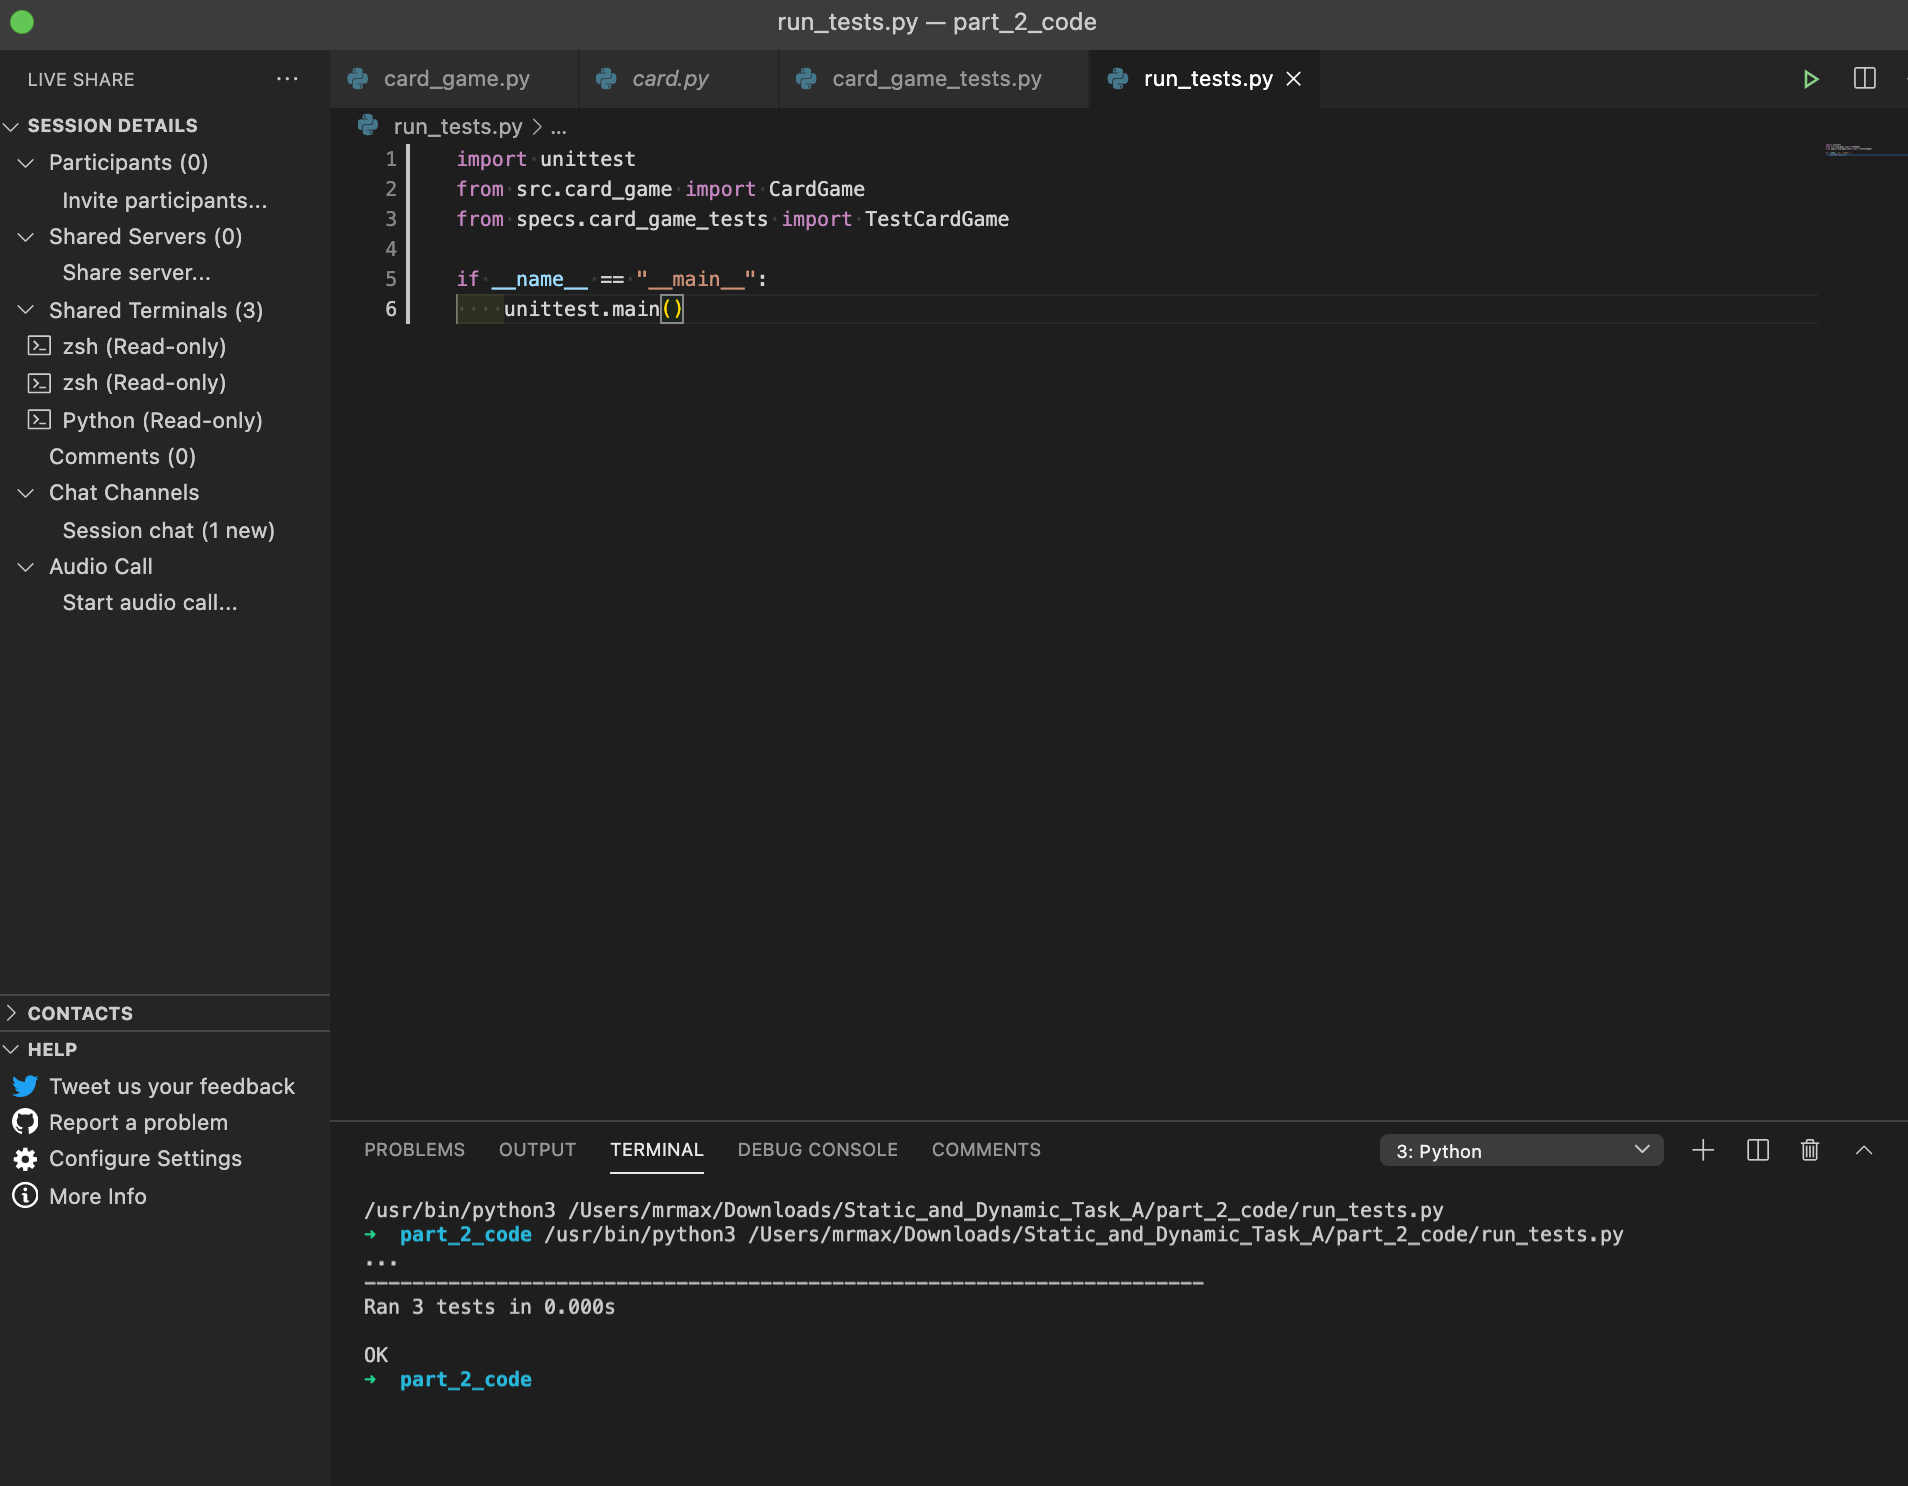 run_tests.py — part_2_code
LIVE SHARE
SESSION DETAILS
Participants (0)
Invite participants...
Shared Servers (0)
Share server...
Shared Terminals (3)
zsh (Read-only)
zsh (Read-only)
Python (Read-only)
Comments (0)
Chat Channels
Session chat (1 new)
Audio Call
Start audio call...
CONTACTS
HELP
Tweet us your feedback
Report a problem
Configure Settings
More Info
card_game.py
card.py
card_game_tests.py
run_tests.py
run_tests.py > ...
1 import unittest
2 from src.card_game import CardGame
3 from specs.card_game_tests import TestCardGame
4
5 if __name__ == "__main__":
6 unittest.main()
PROBLEMS OUTPUT TERMINAL DEBUG CONSOLE COMMENTS
3: Python
/usr/bin/python3 /Users/mrmax/Downloads/Static_and_Dynamic_Task_A/part_2_code/run_tests.py
➜ part_2_code /usr/bin/python3 /Users/mrmax/Downloads/Static_and_Dynamic_Task_A/part_2_code/run_tests.py
...
----------------------------------------------------------------------
Ran 3 tests in 0.000s
OK
➜ part_2_code